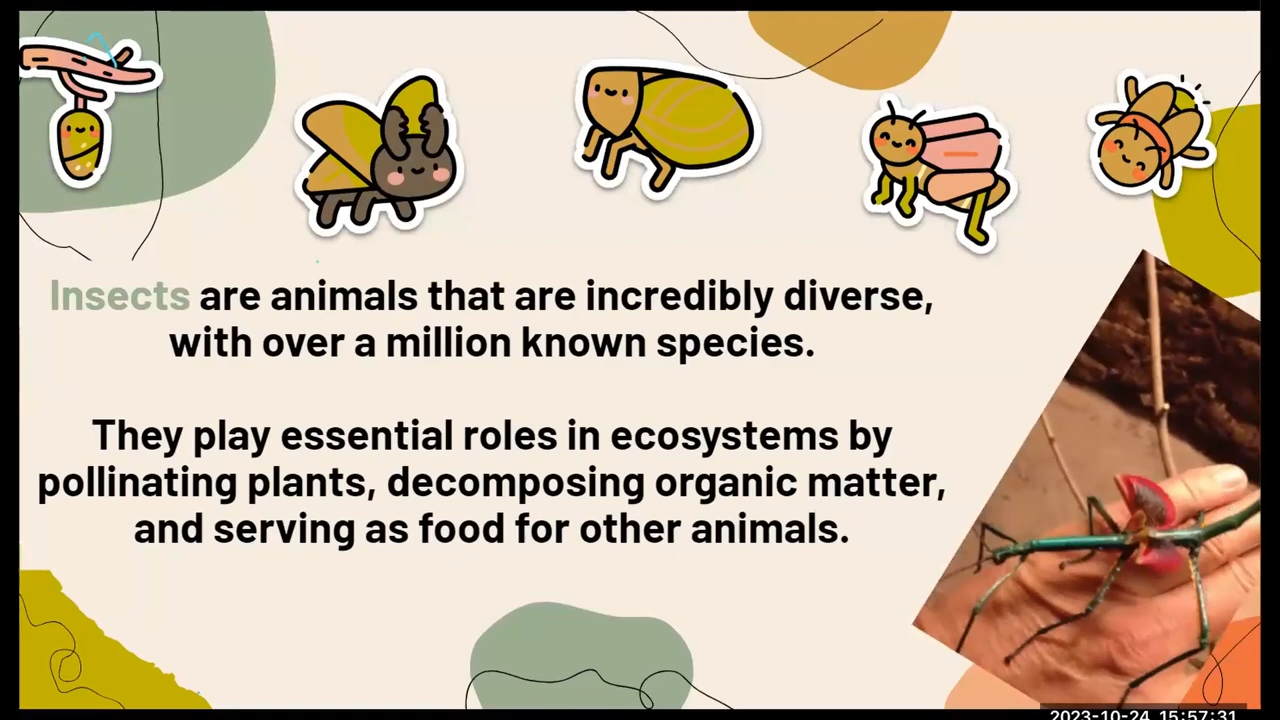 Insects are animals that are incredibly diverse,
with over a million known species.
They play essential roles in ecosystems by
pollinating plants, decomposing organic matter,
and serving as food for other animals.
2023-10-24 15:57:31